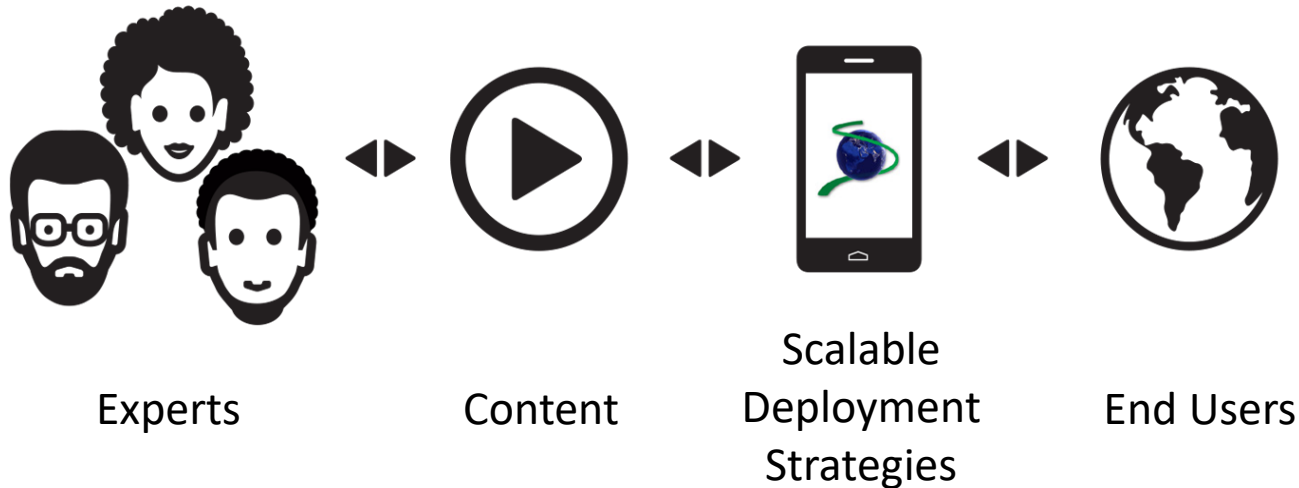 Experts
Content
Scalable
Deployment
Strategies
End Users